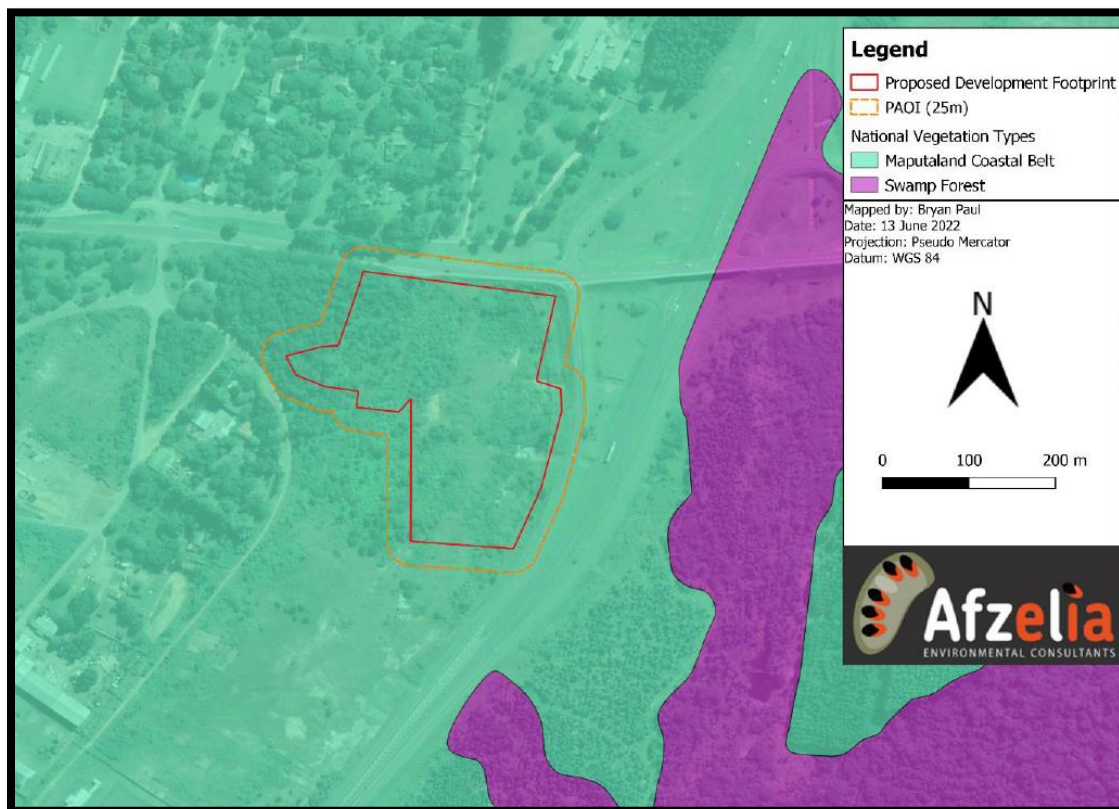 Legend
Proposed Development Footprint
PAOI (25m)
National Vegetation Types
Maputaland Coastal Belt
Swamp Forest
Mapped by: Bryan Paul
Date: 13 June 2022
Projection: Pseudo Mercator
Datum: WGS 84
N
0 100 200 m
Afzelia
ENVIRONMENTAL CONSULTANTS